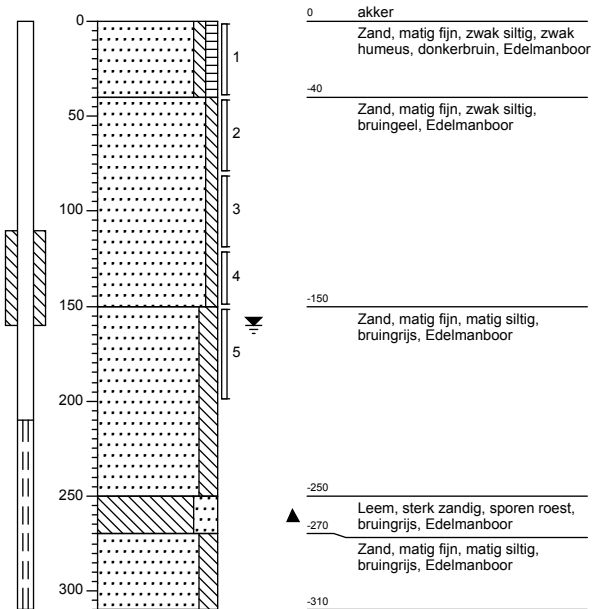 0
akker
0
Zand, matig fijn, zwak siltig, zwak
humeus, donkerbruin, Edelmanboor
1
-40
50
2
Zand, matig fijn, zwak siltig,
bruingeel, Edelmanboor
100
3
4
150
-150
Zand, matig fijn, matig siltig,
bruingrijs, Edelmanboor
5
200
250
-250
Leem, sterk zandig, sporen roest,
bruingrijs, Edelmanboor
-270
Zand, matig fijn, matig siltig,
bruingrijs, Edelmanboor
300
-310